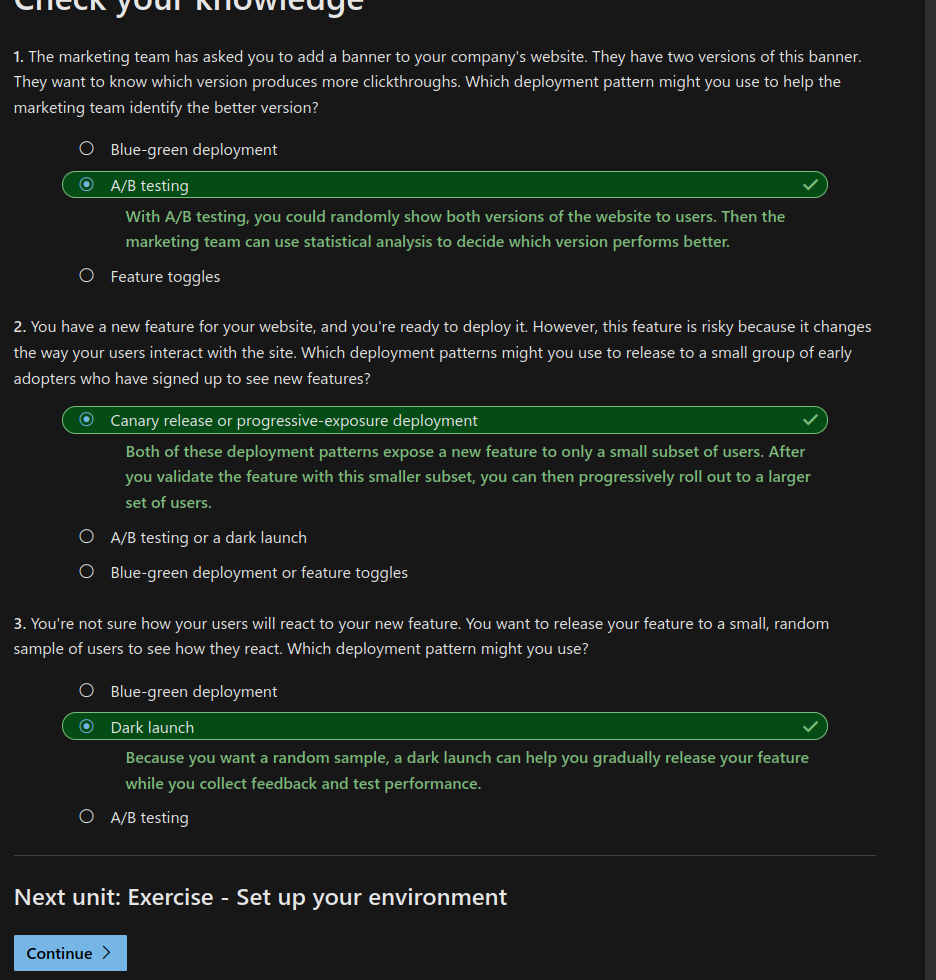 Check your knowledge
1. The marketing team has asked you to add a banner to your company's website. They have two versions of this banner.
They want to know which version produces more clickthroughs. Which deployment pattern might you use to help the
marketing team identify the better version?
Blue-green deployment
A/B testing
With A/B testing, you could randomly show both versions of the website to users. Then the
marketing team can use statistical analysis to decide which version performs better.
Feature toggles
2. You have a new feature for your website, and you're ready to deploy it. However, this feature is risky because it changes
the way your users interact with the site. Which deployment patterns might you use to release to a small group of early
adopters who have signed up to see new features?
Canary release or progressive-exposure deployment
Both of these deployment patterns expose a new feature to only a small subset of users. After
you validate the feature with this smaller subset, you can then progressively roll out to a larger
set of users.
A/B testing or a dark launch
Blue-green deployment or feature toggles
3. You're not sure how your users will react to your new feature. You want to release your feature to a small, random
sample of users to see how they react. Which deployment pattern might you use?
Blue-green deployment
Dark launch
Because you want a random sample, a dark launch can help you gradually release your feature
while you collect feedback and test performance.
A/B testing
Next unit: Exercise - Set up your environment
Continue